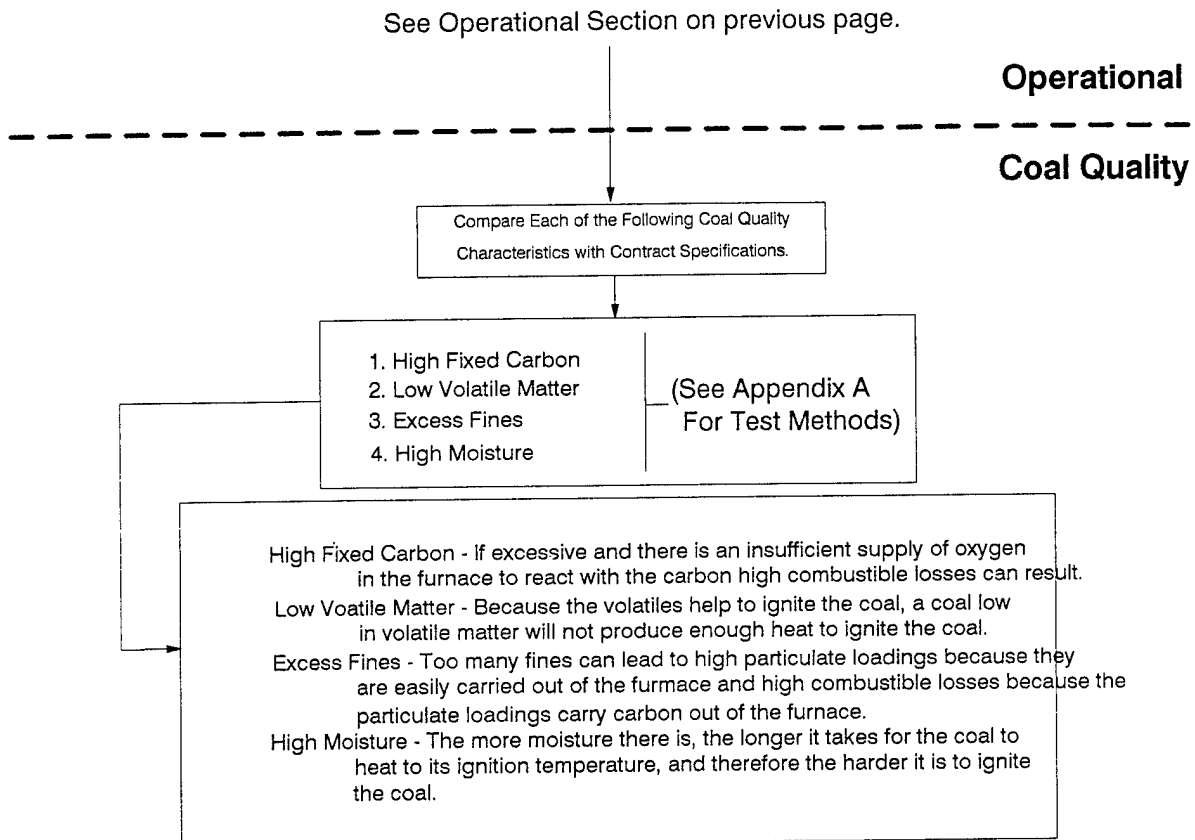 See Operational Section on previous page.
Operational
Coal Quality
Compare Each of the Following Coal Quality
Characteristics with Contract Specifications.
1. High Fixed Carbon
2. Low Volatile Matter
3. Excess Fines
4. High Moisture
(See Appendix A
For Test Methods)
High Fixed Carbon - If excessive and there is an insufficient supply of oxygen
in the furnace to react with the carbon high combustible losses can result.
Low Voatile Matter - Because the volatiles help to ignite the coal, a coal low
in volatile matter will not produce enough heat to ignite the coal.
Excess Fines - Too many fines can lead to high particulate loadings because they
are easily carried out of the furmace and high combustible losses because the
particulate loadings carry carbon out of the furnace.
High Moisture - The more moisture there is, the longer it takes for the coal to
heat to its ignition temperature, and therefore the harder it is to ignite
the coal.